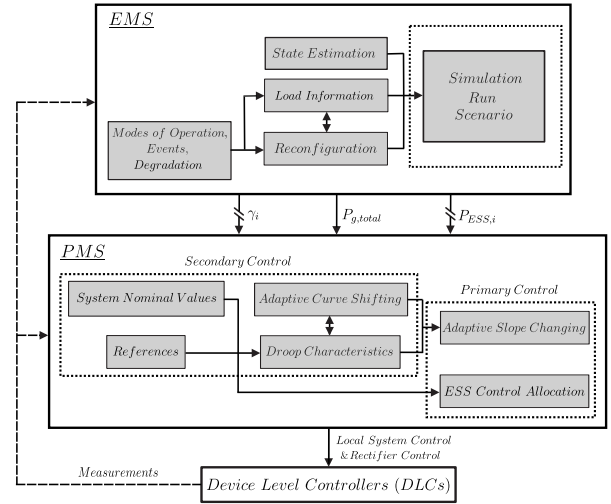 EMS
State Estimation
Load Information
Modes of Operation,
Events,
Degradation
Reconfiguration
Simulation
Run
Scenario
γi
Pg,total
PESS,i
PMS
Secondary Control
System Nominal Values
Adaptive Curve Shifting
References
Droop Characteristics
Primary Control
Adaptive Slope Changing
ESS Control Allocation
Local System Control
& Rectifier Control
Measurements
Device Level Controllers (DLCs)